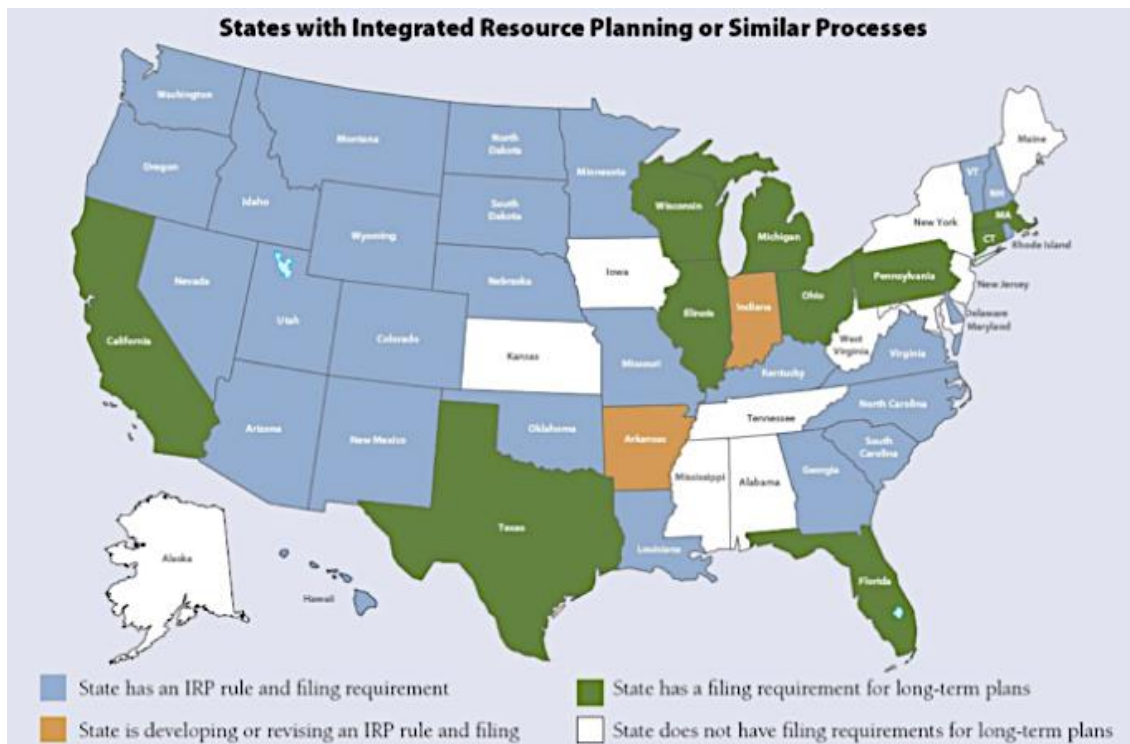 States with Integrated Resource Planning or Similar Processes
Washington
Oregon
California
Idaho
Nevada
Montana
Wyoming
Utah
Arizona
Colorado
New Mexico
North
Dakota
South
Dakota
Nebraska
Kansas
Oklahoma
Texas
Minnesota
Iowa
Missouri
Arkansas
Louisiana
Wisconsin
Illinois
Michigan
Indiana
Ohio
Kentucky
Tennessee
Mississippi
Alabama
Georgia
Florida
South
Carolina
North Carolina
Virginia
West
Virginia
Pennsylvania
New York
Maine
VT
NH
MA
CT
Rhode Island
New Jersey
Delaware
Maryland
Alaska
Hawaii
State has an IRP rule and filing requirement
State is developing or revising an IRP rule and filing
State has a filing requirement for long-term plans
State does not have filing requirements for long-term plans